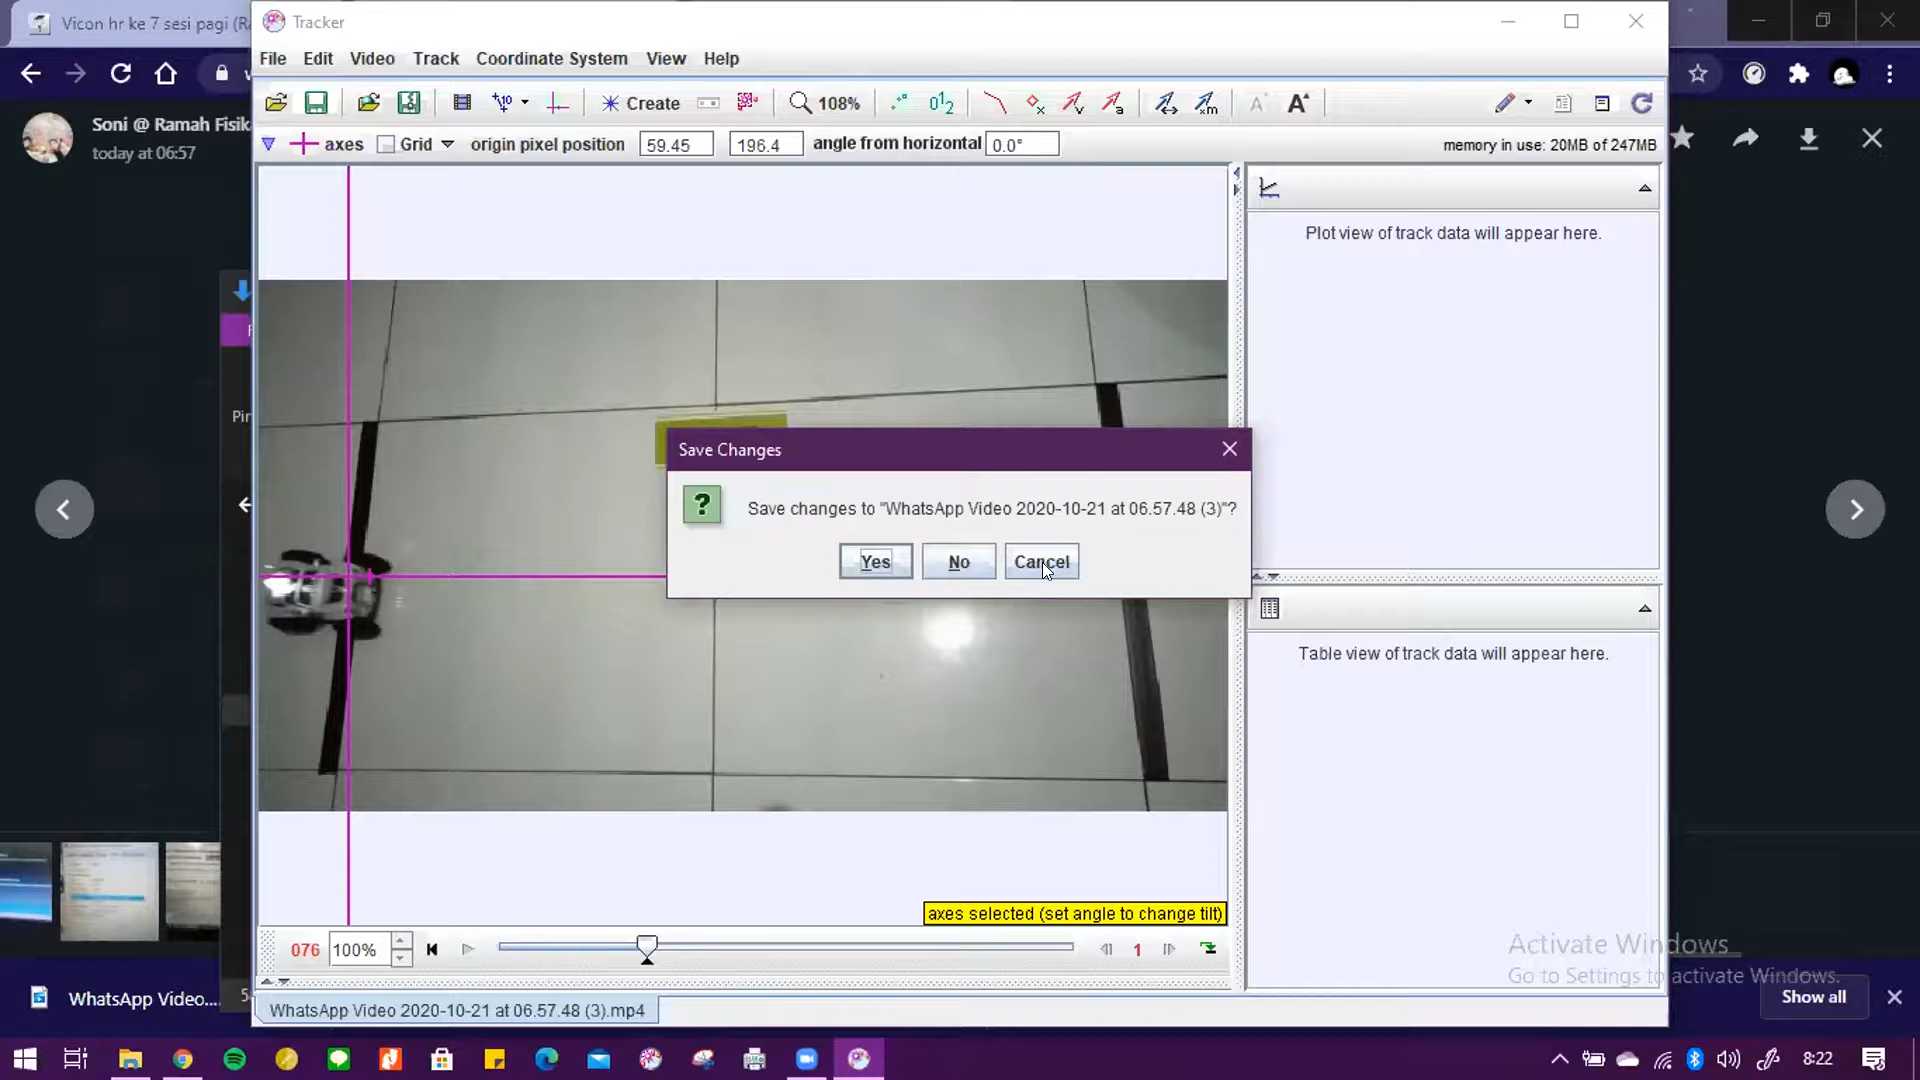 Vicon hr ke 7 sesi pagi (Ra
Tracker
File Edit Video Track Coordinate System View Help
Create 108%
axes Grid origin pixel position 59.45 196.4 angle from horizontal 0.0°
memory in use: 20MB of 247MB
Soni @ Ramah Fisik
today at 06:57
Plot view of track data will appear here.
Pir
Save Changes
Save changes to "WhatsApp Video 2020-10-21 at 06.57.48 (3)"?
Yes No Cancel
Table view of track data will appear here.
axes selected (set angle to change tilt)
076 100% 1
Activate Windows
Go to Settings to activate Windows.
WhatsApp Video....
WhatsApp Video 2020-10-21 at 06.57.48 (3).mp4
Show all
8:22